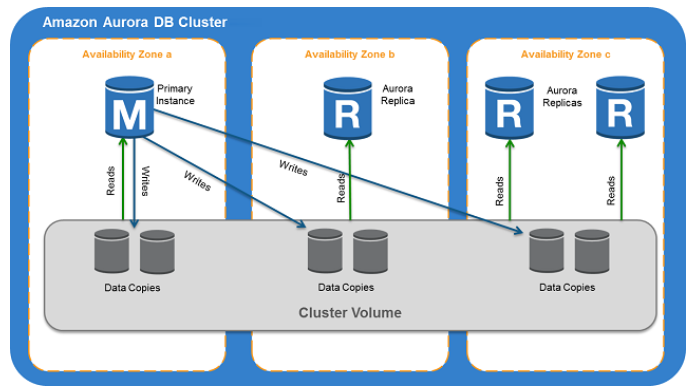 Amazon Aurora DB Cluster
Availability Zone a
Availability Zone b
Availability Zone c
M
Primary
Instance
R
Aurora
Replica
R
Aurora
Replicas
R
Reads
Writes
Writes
Writes
Reads
Reads
Reads
Data Copies
Data Copies
Data Copies
Cluster Volume